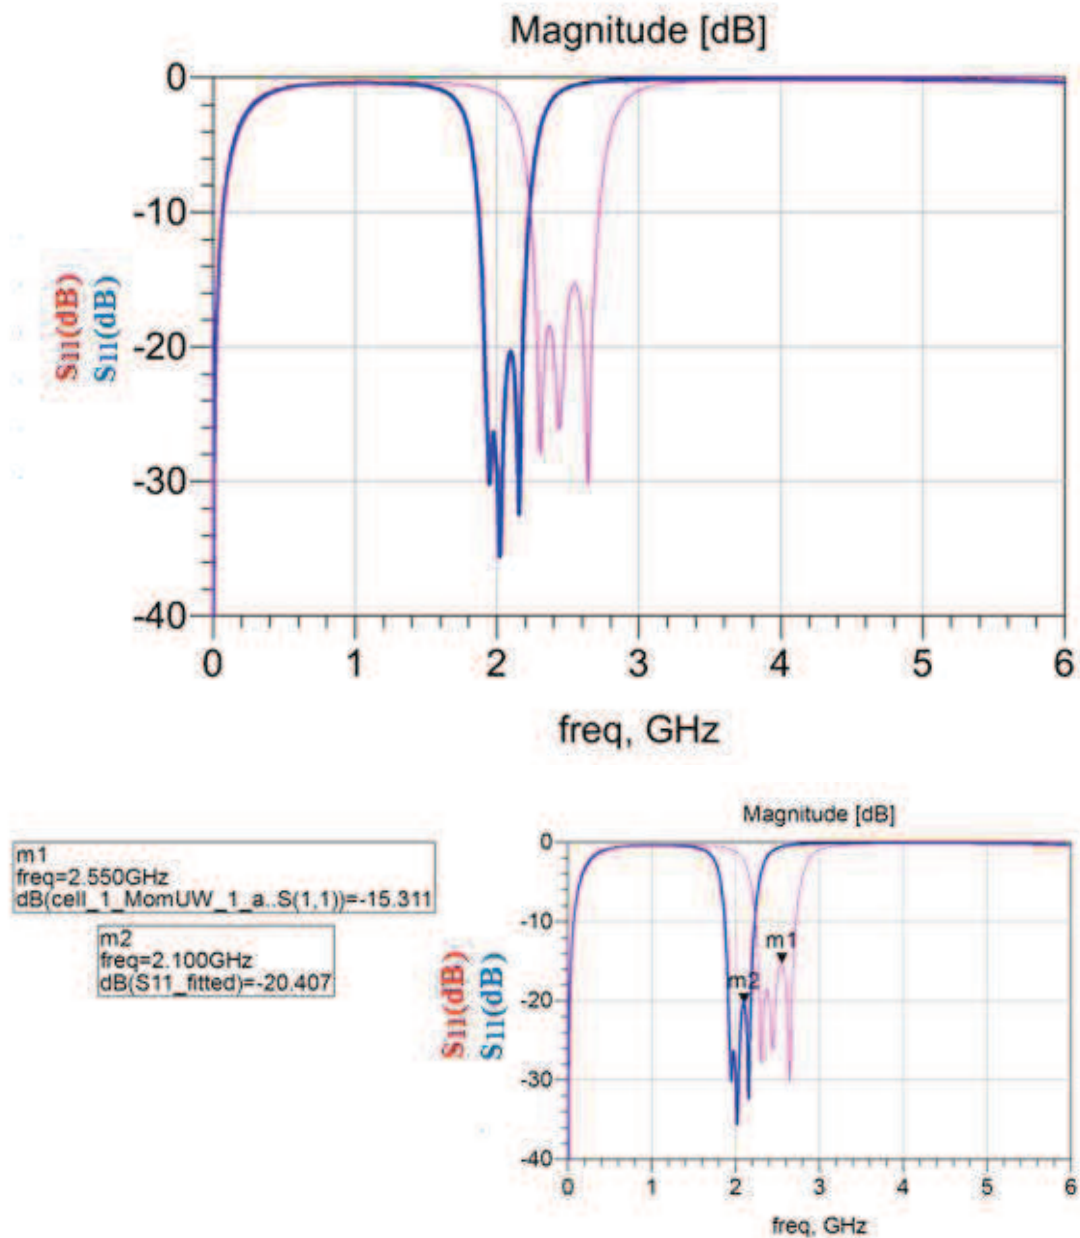 Magnitude [dB]
0
-10
-20
-30
-40
S11(dB)
S11(dB)
0 1 2 3 4 5 6
freq, GHz
m1
freq=2.550GHz
dB(cell_1_MomUW_1_a..S(1,1))=-15.311
m2
freq=2.100GHz
dB(S11_fitted)=-20.407
Magnitude [dB]
0
-10
-20
-30
-40
S11(dB)
S11(dB)
m1
m2
0 1 2 3 4 5 6
freq, GHz